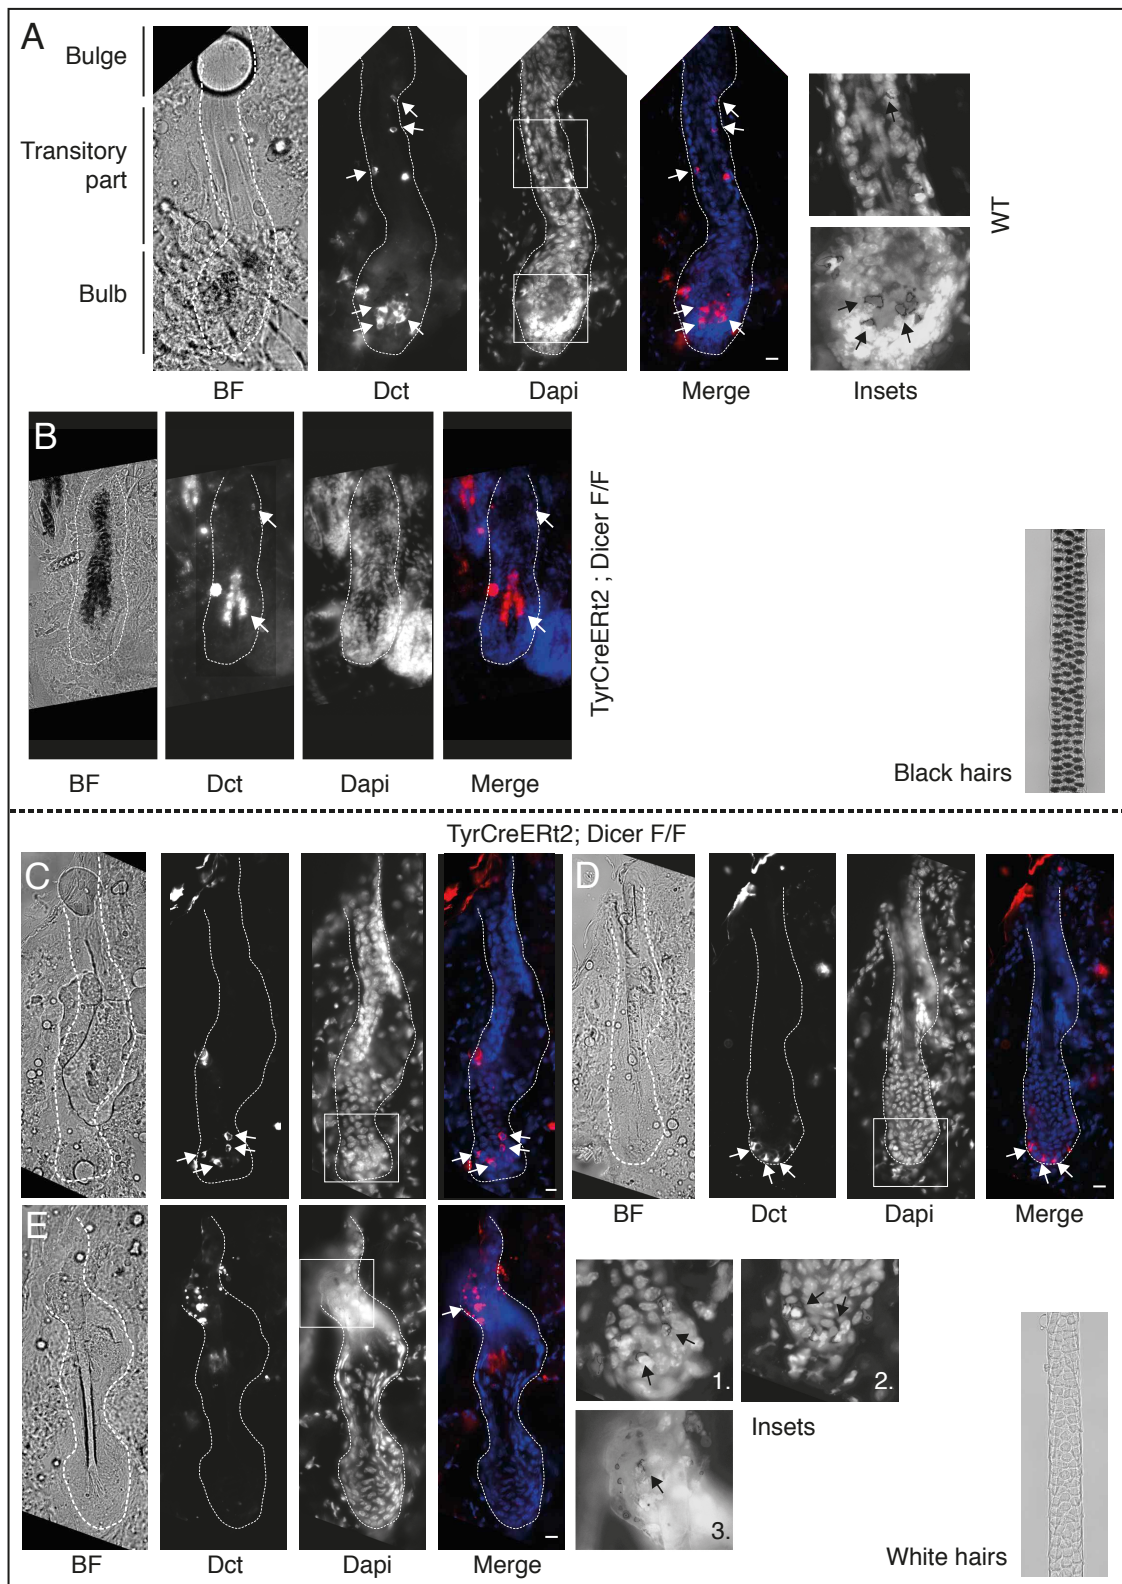 A
Bulge
Transitory
part
Bulb
BF
Dct
Dapi
Merge
Insets
WT
B
BF
Dct
Dapi
Merge
TyrCreERt2 ; Dicer F/F
Black hairs
TyrCreERt2; Dicer F/F
C
D
BF
Dct
Dapi
Merge
E
1.
2.
Insets
3.
BF
Dct
Dapi
Merge
White hairs